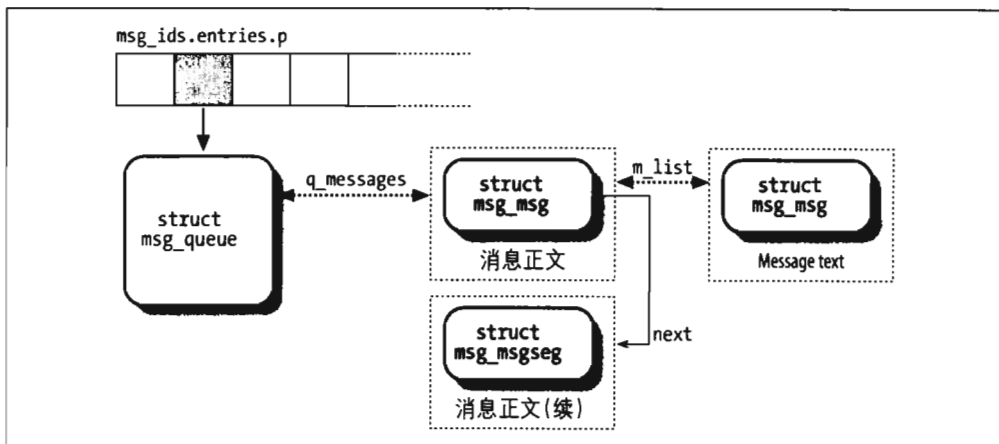 msg_ids.entries.p
struct
msg_queue
q_messages
struct
msg_msg
消息正文
m_list
struct
msg_msg
Message text
struct
msg_msgseg
消息正文(续)
next